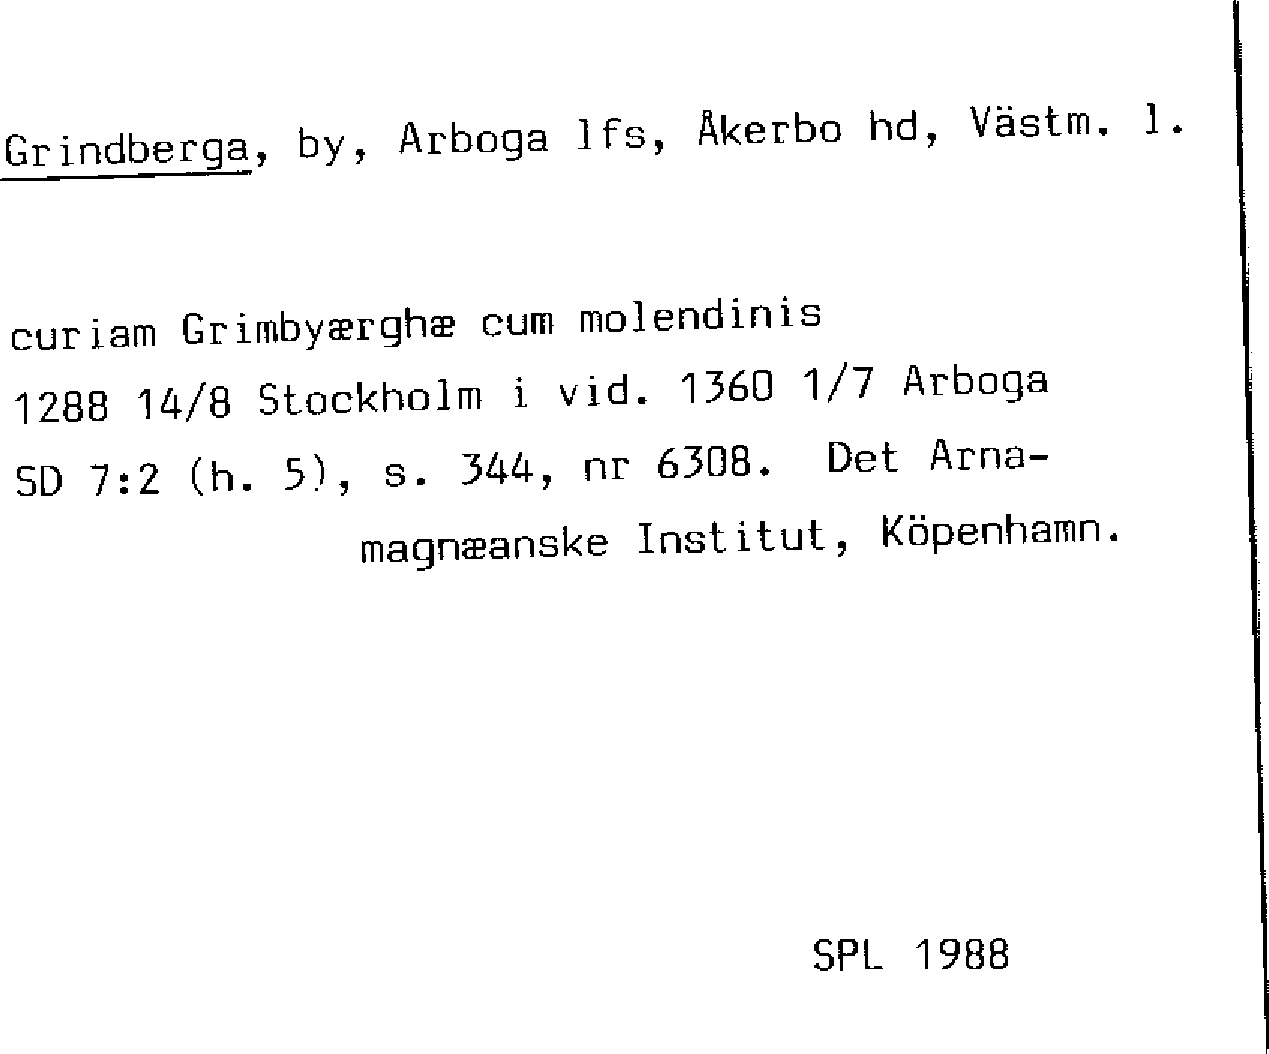 Grindberga, by, Arboga lfs, Åkerbo hd, Västm. l.
curiam Grimbyærghæ cum molendinis
1288 14/8 Stockholm i vid. 1360 1/7 Arboga
SD 7:2 (h. 5), s. 344, nr 6308. Det Arna-
magnæanske Institut, Köpenhamn.
SPL 1988